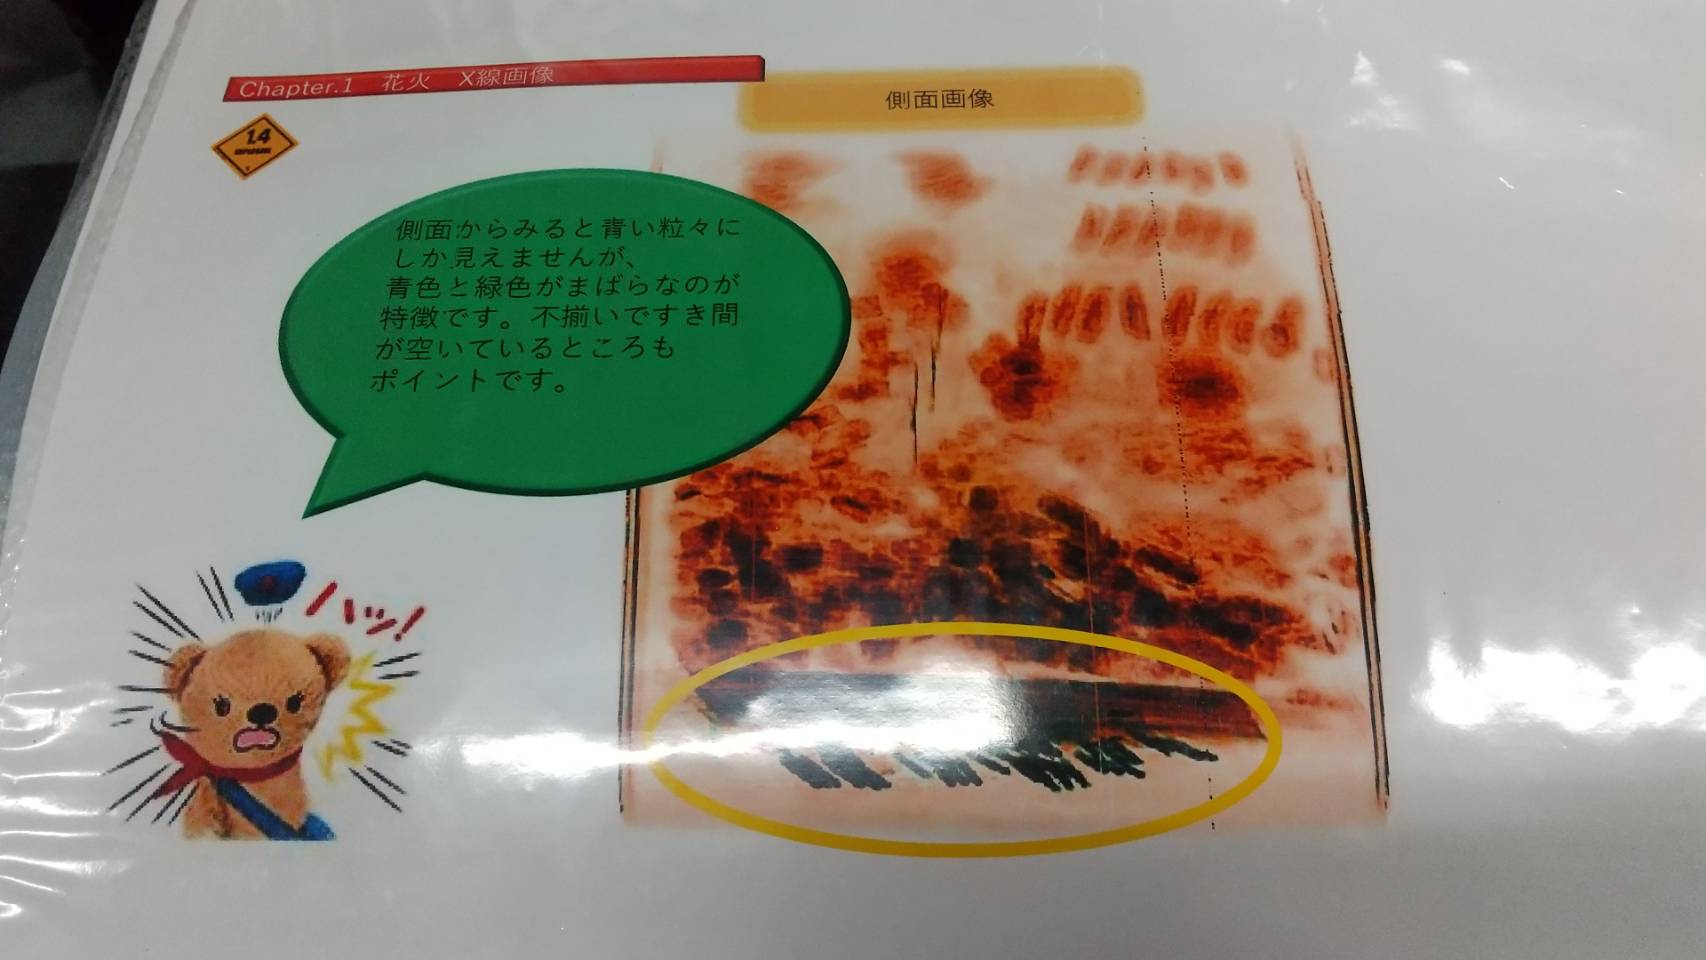 Chapter.1 花火 X線画像
側面画像
1.4
側面からみると青い粒々に
しか見えませんが、
青色と緑色がまばらなのが
特徴です。不揃いですき間
が空いているところも
ポイントです。
ハッ!